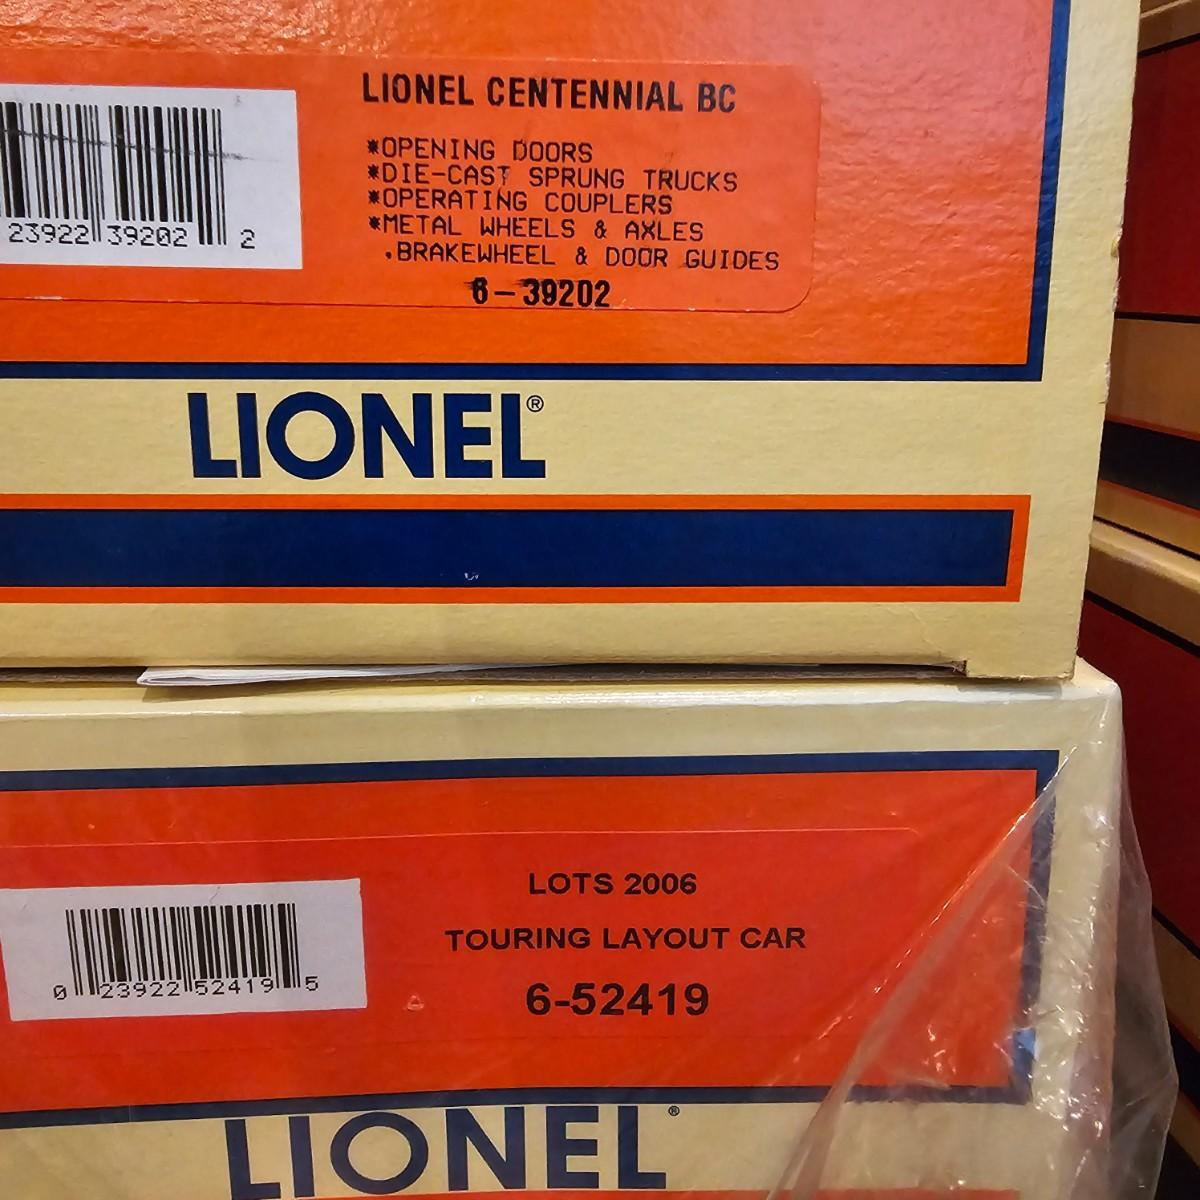 LIONEL CENTENNIAL BC
*OPENING DOORS
*DIE-CAST SPRUNG TRUCKS
*OPERATING COUPLERS
*METAL WHEELS & AXLES
.BRAKEWHEEL & DOOR GUIDES
23922 39202 2
6-39202
LIONEL®
LOTS 2006
TOURING LAYOUT CAR
0 23922 52419 5
6-52419
LIONEL®